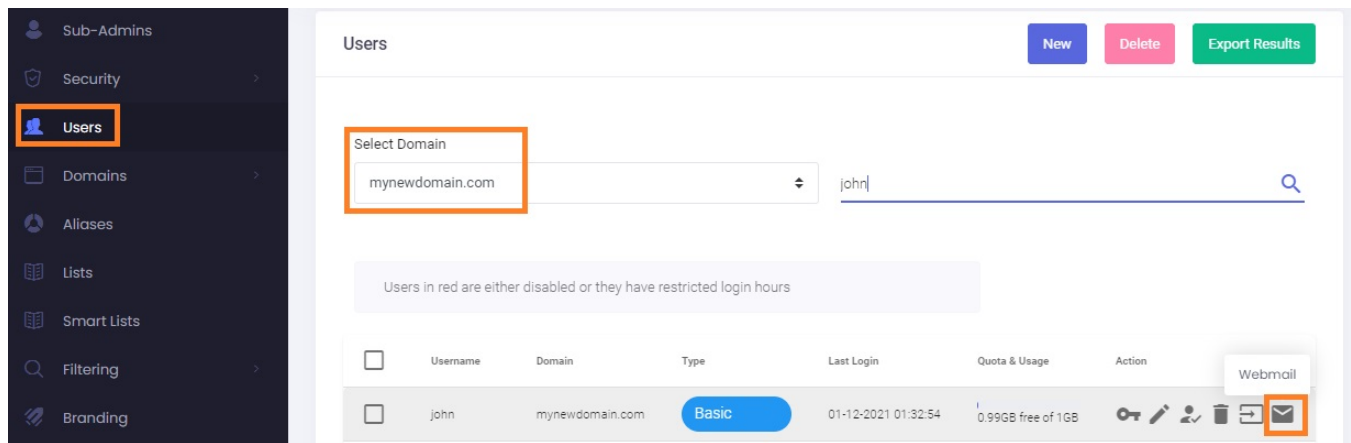 Sub-Admins
Security
Users
Domains
Aliases
Lists
Smart Lists
Filtering
Branding
Users
New
Delete
Export Results
Select Domain
mynewdomain.com
john
Users in red are either disabled or they have restricted login hours
Username Domain Type Last Login Quota & Usage Action
Webmail
john mynewdomain.com Basic 01-12-2021 01:32:54 0.99GB free of 1GB